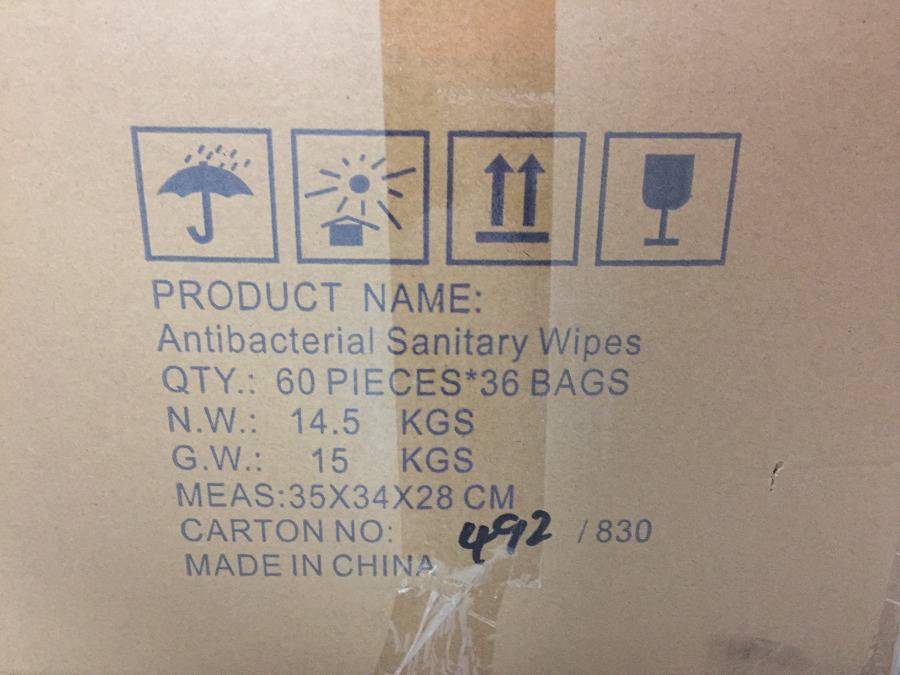 PRODUCT NAME:
Antibacterial Sanitary Wipes
QTY.: 60 PIECES*36 BAGS
N.W.: 14.5 KGS
G.W.: 15 KGS
MEAS:35X34X28 CM
CARTON NO: 492 / 830
MADE IN CHINA